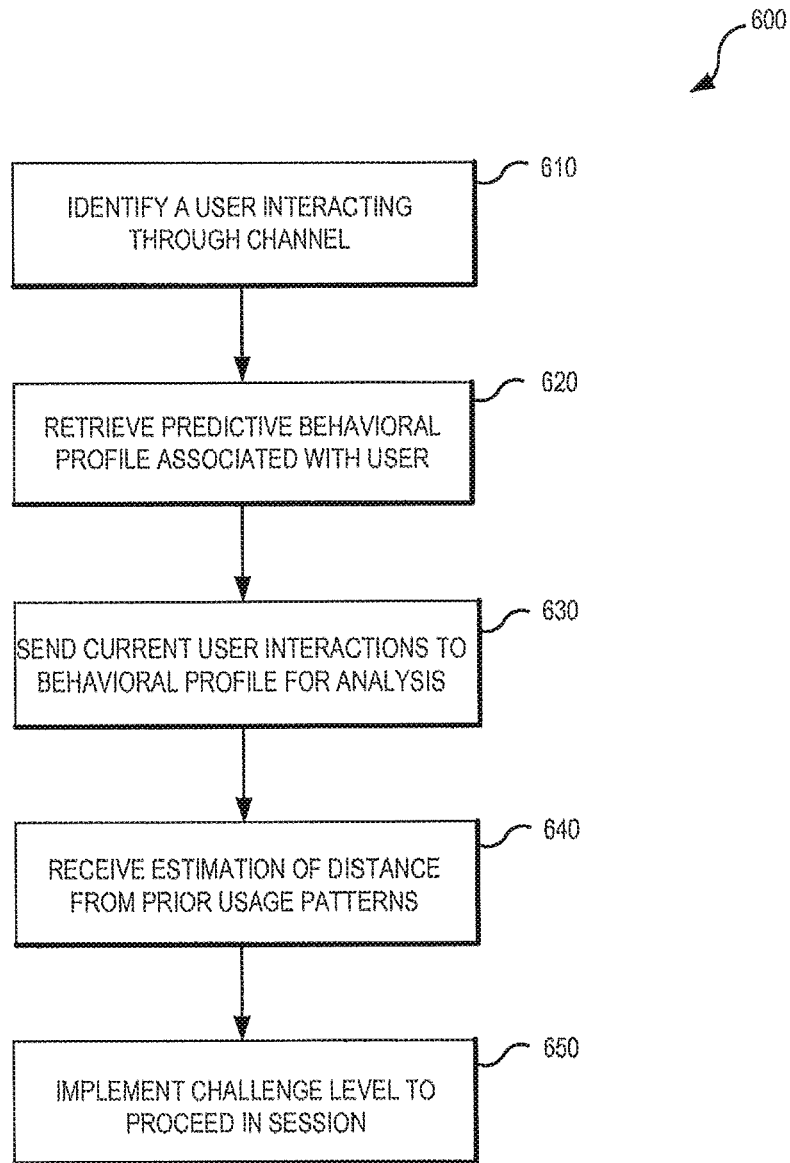 600
610
IDENTIFY A USER INTERACTING
THROUGH CHANNEL
620
RETRIEVE PREDICTIVE BEHAVIORAL
PROFILE ASSOCIATED WITH USER
630
SEND CURRENT USER INTERACTIONS TO
BEHAVIORAL PROFILE FOR ANALYSIS
640
RECEIVE ESTIMATION OF DISTANCE
FROM PRIOR USAGE PATTERNS
650
IMPLEMENT CHALLENGE LEVEL TO
PROCEED IN SESSION